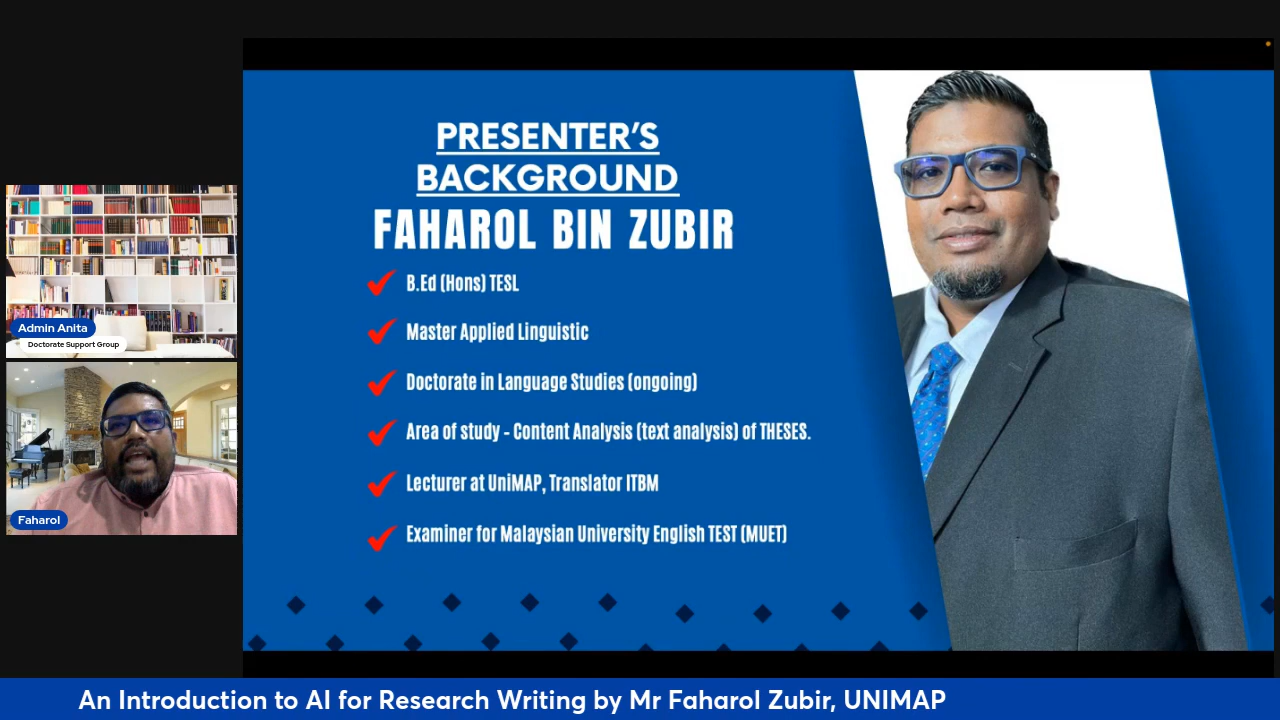 PRESENTER'S
BACKGROUND
FAHAROL BIN ZUBIR
B.Ed (Hons) TESL
Master Applied Linguistic
Doctorate in Language Studies (ongoing)
Area of study - Content Analysis (text analysis) of THESES.
Lecturer at UniMAP, Translator ITBM
Examiner for Malaysian University English TEST (MUET)
Admin Anita
Doctorate Support Group
Faharol
An Introduction to AI for Research Writing by Mr Faharol Zubir, UNIMAP